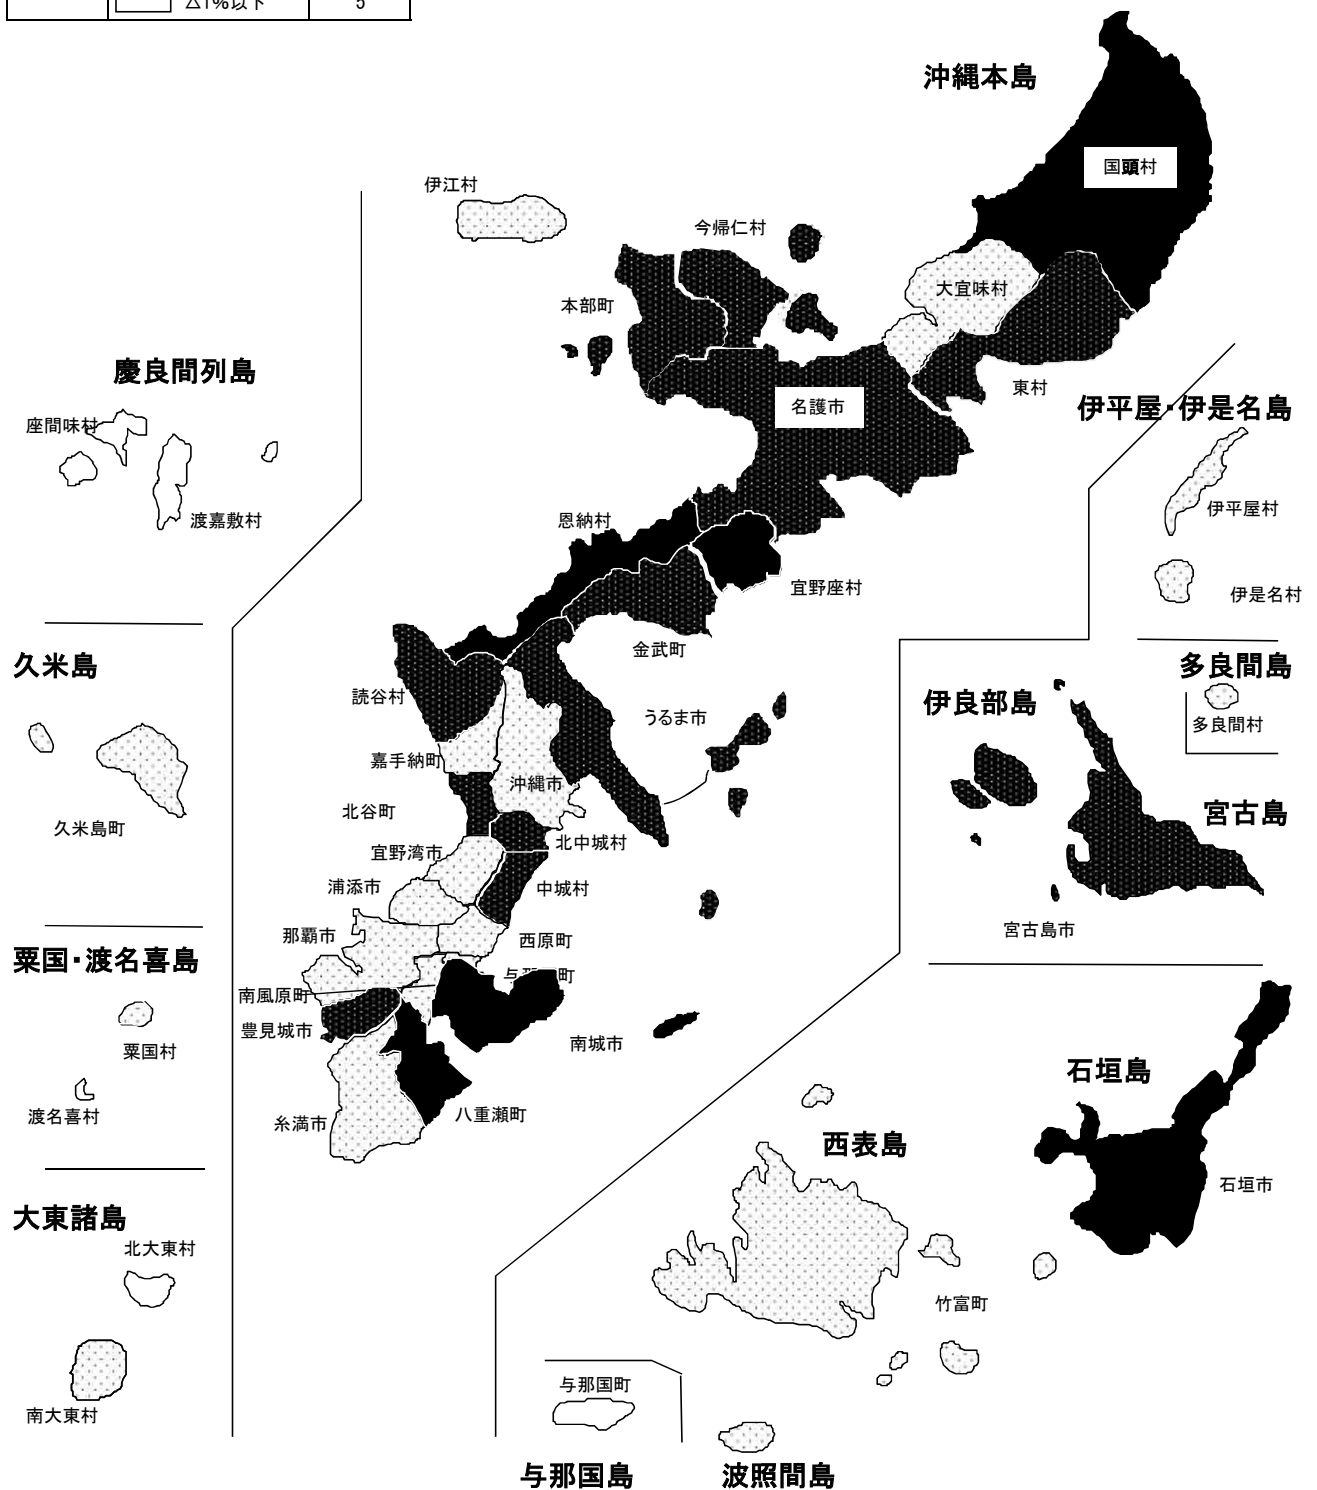 △1%以下 5
沖縄本島
国頭村
伊江村
今帰仁村
大宜味村
本部町
慶良間列島
東村
名護市
伊平屋・伊是名島
座間味村
伊平屋村
渡嘉敷村
恩納村
宜野座村
伊是名村
金武町
久米島
多良間島
読谷村
伊良部島
うるま市
多良間村
嘉手納町
沖縄市
北谷町
宮古島
久米島町
北中城村
宜野湾市
浦添市
中城村
宮古島市
那覇市
西原町
粟国・渡名喜島
南風原町
豊見城市
南城市
粟国村
石垣島
渡名喜村
八重瀬町
糸満市
西表島
石垣市
大東諸島
北大東村
竹富町
与那国町
南大東村
与那国島
波照間島